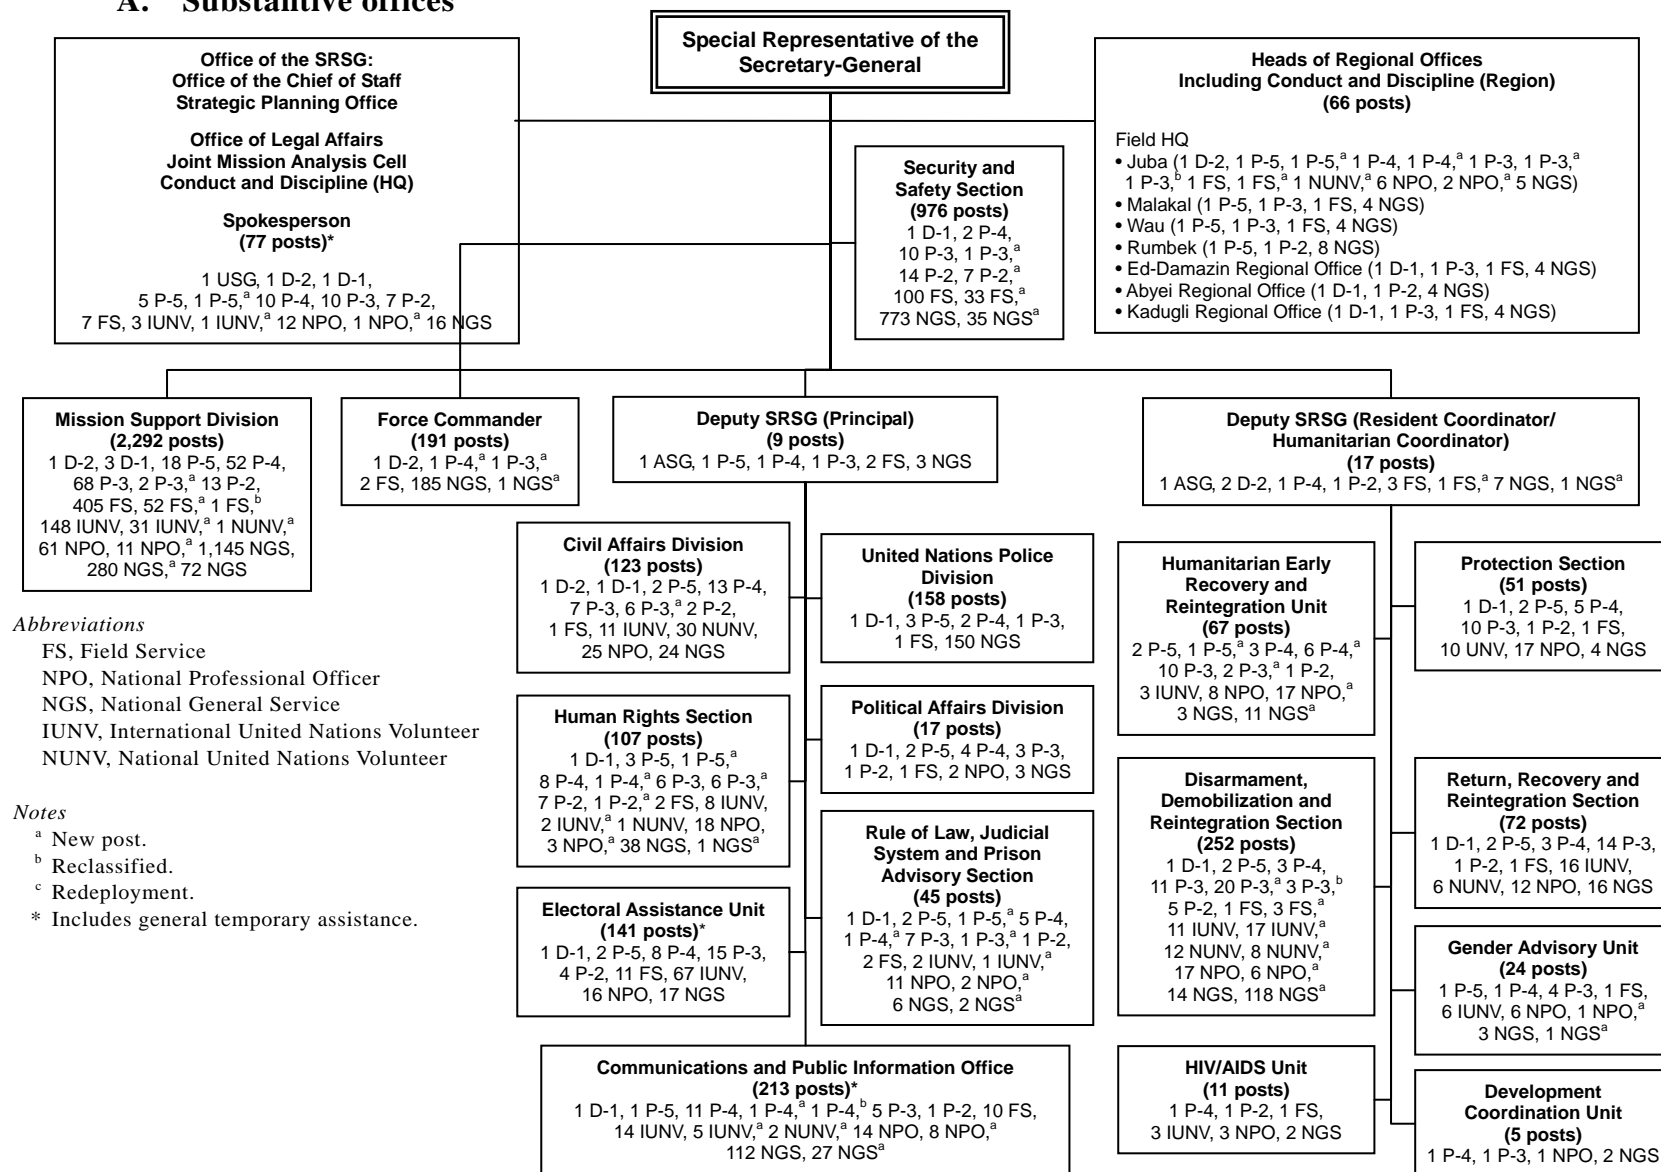 A. Substantive offices
Special Representative of the
Secretary-General
Office of the SRSG:
Office of the Chief of Staff
Strategic Planning Office
Office of Legal Affairs
Joint Mission Analysis Cell
Conduct and Discipline (HQ)
Spokesperson
(77 posts)*
1 USG, 1 D-2, 1 D-1,
5 P-5, 1 P-5,a 10 P-4, 10 P-3, 7 P-2,
7 FS, 3 IUNV, 1 IUNV,a 12 NPO, 1 NPO,a 16 NGS
Security and
Safety Section
(976 posts)
1 D-1, 2 P-4,
10 P-3, 1 P-3,a
14 P-2, 7 P-2,a
100 FS, 33 FS,a
773 NGS, 35 NGSa
Heads of Regional Offices
Including Conduct and Discipline (Region)
(66 posts)
Field HQ
• Juba (1 D-2, 1 P-5, 1 P-5,a 1 P-4, 1 P-4,a 1 P-3, 1 P-3,a
1 P-3,b 1 FS, 1 FS,a 1 NUNV,a 6 NPO, 2 NPO,a 5 NGS)
• Malakal (1 P-5, 1 P-3, 1 FS, 4 NGS)
• Wau (1 P-5, 1 P-3, 1 FS, 4 NGS)
• Rumbek (1 P-5, 1 P-2, 8 NGS)
• Ed-Damazin Regional Office (1 D-1, 1 P-3, 1 FS, 4 NGS)
• Abyei Regional Office (1 D-1, 1 P-2, 4 NGS)
• Kadugli Regional Office (1 D-1, 1 P-3, 1 FS, 4 NGS)
Mission Support Division
(2,292 posts)
1 D-2, 3 D-1, 18 P-5, 52 P-4,
68 P-3, 2 P-3,a 13 P-2,
405 FS, 52 FS,a 1 FS,b
148 IUNV, 31 IUNV,a 1 NUNV,a
61 NPO, 11 NPO,a 1,145 NGS,
280 NGS,a 72 NGS
Force Commander
(191 posts)
1 D-2, 1 P-4,a 1 P-3,a
2 FS, 185 NGS, 1 NGSa
Deputy SRSG (Principal)
(9 posts)
1 ASG, 1 P-5, 1 P-4, 1 P-3, 2 FS, 3 NGS
Deputy SRSG (Resident Coordinator/
Humanitarian Coordinator)
(17 posts)
1 ASG, 2 D-2, 1 P-4, 1 P-2, 3 FS, 1 FS,a 7 NGS, 1 NGSa
Abbreviations
FS, Field Service
NPO, National Professional Officer
NGS, National General Service
IUNV, International United Nations Volunteer
NUNV, National United Nations Volunteer
Notes
a New post.
b Reclassified.
c Redeployment.
* Includes general temporary assistance.
Civil Affairs Division
(123 posts)
1 D-2, 1 D-1, 2 P-5, 13 P-4,
7 P-3, 6 P-3,a 2 P-2,
1 FS, 11 IUNV, 30 NUNV,
25 NPO, 24 NGS
United Nations Police
Division
(158 posts)
1 D-1, 3 P-5, 2 P-4, 1 P-3,
1 FS, 150 NGS
Human Rights Section
(107 posts)
1 D-1, 3 P-5, 1 P-5,a
8 P-4, 1 P-4,a 6 P-3, 6 P-3,a
7 P-2, 1 P-2,a 2 FS, 8 IUNV,
2 IUNV,a 1 NUNV, 18 NPO,
3 NPO,a 38 NGS, 1 NGSa
Political Affairs Division
(17 posts)
1 D-1, 2 P-5, 4 P-4, 3 P-3,
1 P-2, 1 FS, 2 NPO, 3 NGS
Electoral Assistance Unit
(141 posts)*
1 D-1, 2 P-5, 8 P-4, 15 P-3,
4 P-2, 11 FS, 67 IUNV,
16 NPO, 17 NGS
Rule of Law, Judicial
System and Prison
Advisory Section
(45 posts)
1 D-1, 2 P-5, 1 P-5,a 5 P-4,
1 P-4,a 7 P-3, 1 P-3,a 1 P-2,
2 FS, 2 IUNV, 1 IUNV,a
11 NPO, 2 NPO,a
6 NGS, 2 NGSa
Communications and Public Information Office
(213 posts)*
1 D-1, 1 P-5, 11 P-4, 1 P-4,a 1 P-4,b 5 P-3, 1 P-2, 10 FS,
14 IUNV, 5 IUNV,a 2 NUNV,a 14 NPO, 8 NPO,a
112 NGS, 27 NGSa
Humanitarian Early
Recovery and
Reintegration Unit
(67 posts)
2 P-5, 1 P-5,a 3 P-4, 6 P-4,a
10 P-3, 2 P-3,a 1 P-2,
3 IUNV, 8 NPO, 17 NPO,a
3 NGS, 11 NGSa
Protection Section
(51 posts)
1 D-1, 2 P-5, 5 P-4,
10 P-3, 1 P-2, 1 FS,
10 UNV, 17 NPO, 4 NGS
Disarmament,
Demobilization and
Reintegration Section
(252 posts)
1 D-1, 2 P-5, 3 P-4,
11 P-3, 20 P-3,a 3 P-3,b
5 P-2, 1 FS, 3 FS,a
11 IUNV, 17 IUNV,a
12 NUNV, 8 NUNV,a
17 NPO, 6 NPO,a
14 NGS, 118 NGSa
Return, Recovery and
Reintegration Section
(72 posts)
1 D-1, 2 P-5, 3 P-4, 14 P-3,
1 P-2, 1 FS, 16 IUNV,
6 NUNV, 12 NPO, 16 NGS
Gender Advisory Unit
(24 posts)
1 P-5, 1 P-4, 4 P-3, 1 FS,
6 IUNV, 6 NPO, 1 NPO,a
3 NGS, 1 NGSa
HIV/AIDS Unit
(11 posts)
1 P-4, 1 P-2, 1 FS,
3 IUNV, 3 NPO, 2 NGS
Development
Coordination Unit
(5 posts)
1 P-4, 1 P-3, 1 NPO, 2 NGS